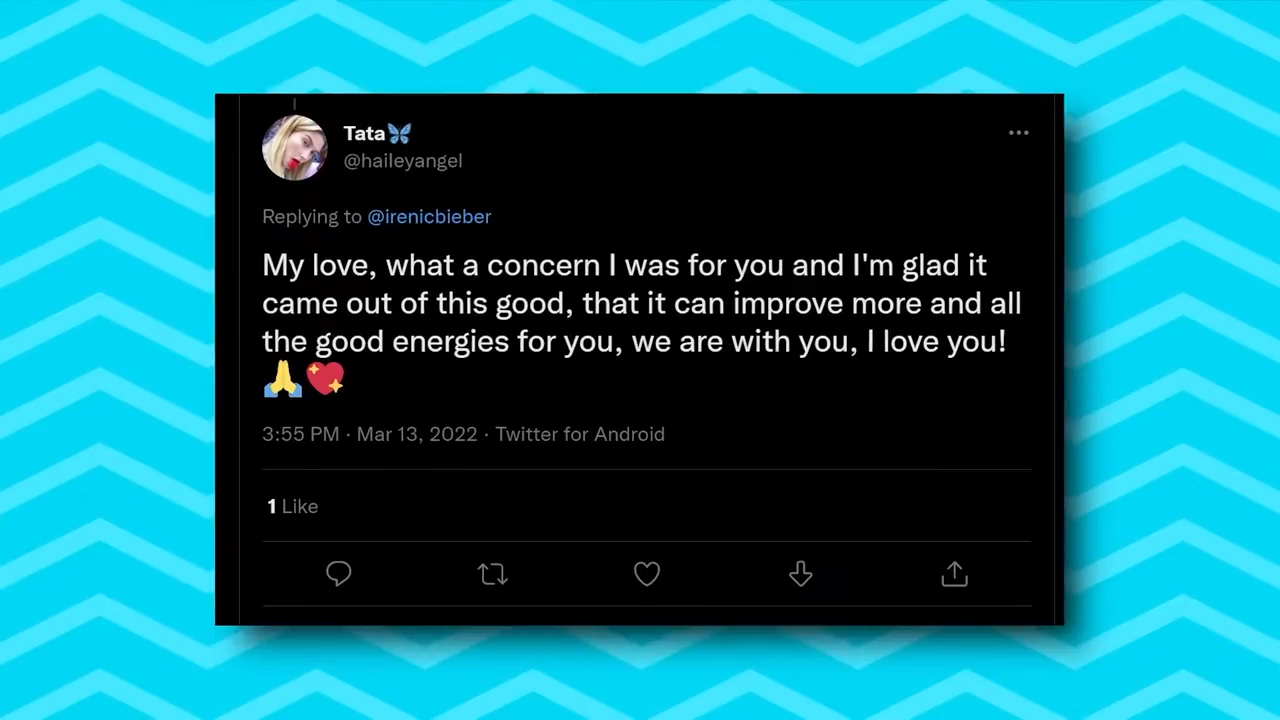 Tata🦋
@haileyangel
Replying to @irenicbieber
My love, what a concern I was for you and I'm glad it
came out of this good, that it can improve more and all
the good energies for you, we are with you, I love you!
🙏💖
3:55 PM · Mar 13, 2022 · Twitter for Android
1 Like